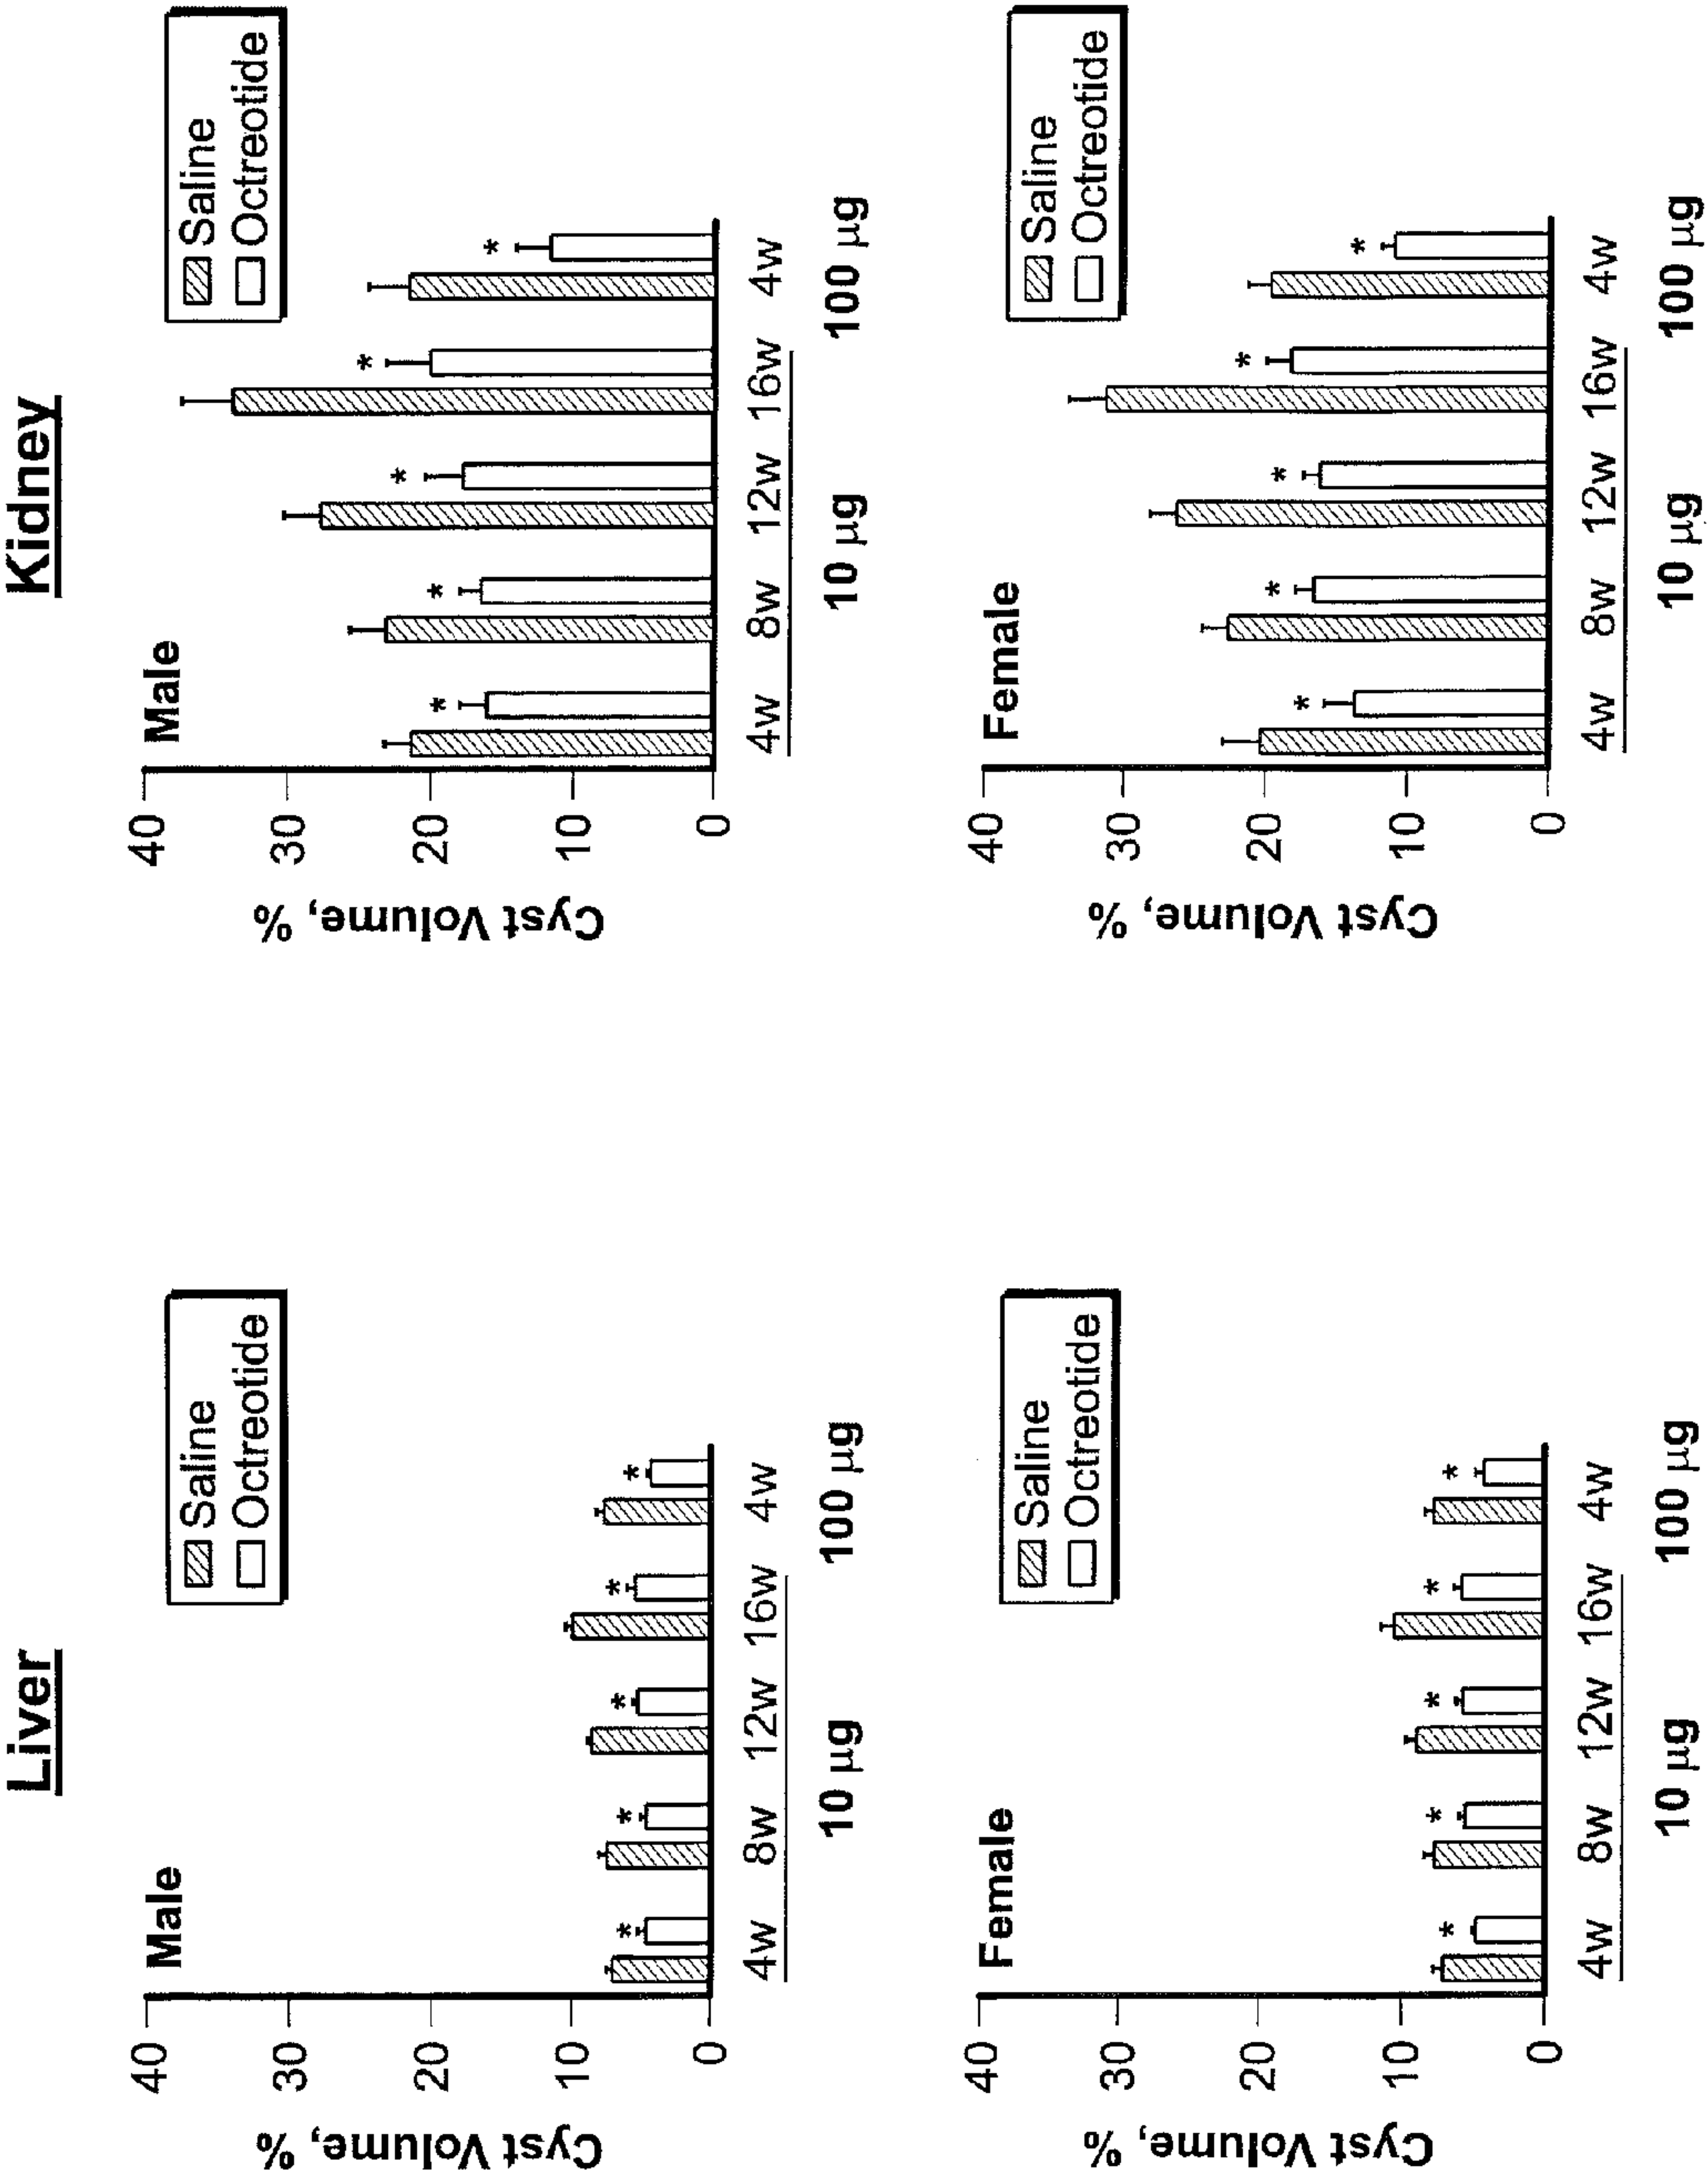 Liver
Male
Saline
Octreotide
Cyst Volume, %
40
30
20
10
0
* * * * *
4w 8w 12w 16w 4w
10 μg 100 μg
Female
Saline
Octreotide
Cyst Volume, %
40
30
20
10
0
* * * * *
4w 8w 12w 16w 4w
10 μg 100 μg
Kidney
Male
Saline
Octreotide
Cyst Volume, %
40
30
20
10
0
* * * * *
4w 8w 12w 16w 4w
10 μg 100 μg
Female
Saline
Octreotide
Cyst Volume, %
40
30
20
10
0
* * * * *
4w 8w 12w 16w 4w
10 μg 100 μg